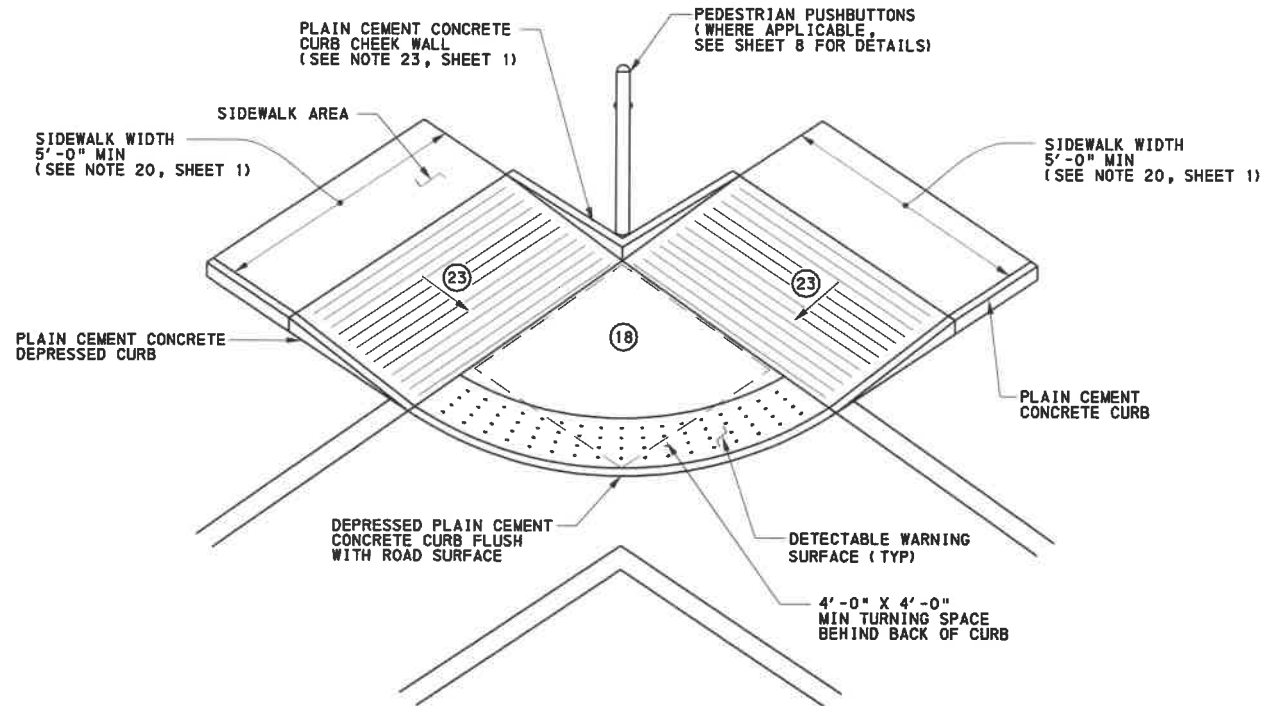 PLAIN CEMENT CONCRETE
CURB CHEEK WALL
(SEE NOTE 23, SHEET 1)
PEDESTRIAN PUSHBUTTONS
(WHERE APPLICABLE,
SEE SHEET 8 FOR DETAILS)
SIDEWALK AREA
SIDEWALK WIDTH
5'-0" MIN
(SEE NOTE 20, SHEET 1)
SIDEWALK WIDTH
5'-0" MIN
(SEE NOTE 20, SHEET 1)
23
23
18
PLAIN CEMENT CONCRETE
DEPRESSED CURB
PLAIN CEMENT
CONCRETE CURB
DEPRESSED PLAIN CEMENT
CONCRETE CURB FLUSH
WITH ROAD SURFACE
DETECTABLE WARNING
SURFACE (TYP)
4'-0" X 4'-0"
MIN TURNING SPACE
BEHIND BACK OF CURB